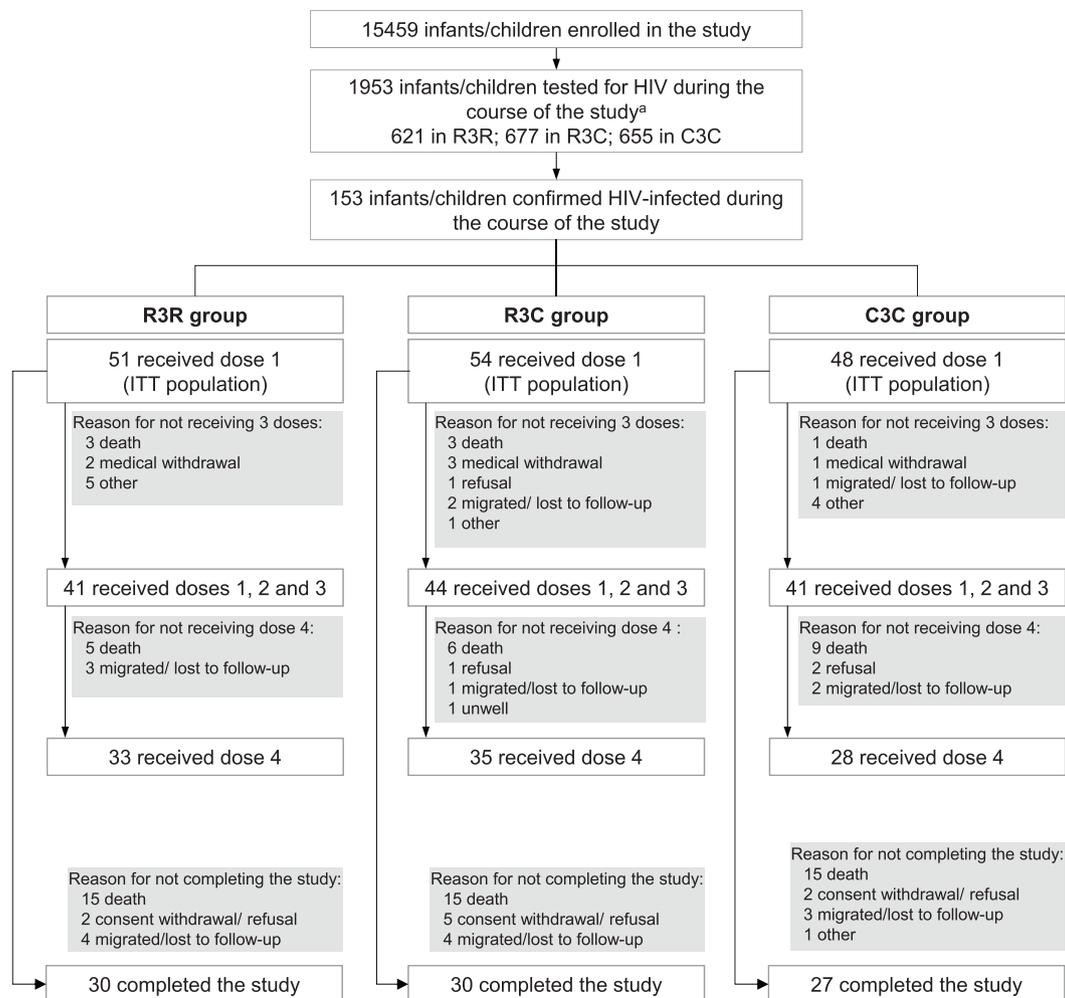 15459 infants/children enrolled in the study
1953 infants/children tested for HIV during the
course of the studyᵃ
621 in R3R; 677 in R3C; 655 in C3C
153 infants/children confirmed HIV-infected during
the course of the study
R3R group
51 received dose 1
(ITT population)
Reason for not receiving 3 doses:
3 death
2 medical withdrawal
5 other
41 received doses 1, 2 and 3
Reason for not receiving dose 4:
5 death
3 migrated/ lost to follow-up
33 received dose 4
Reason for not completing the study:
15 death
2 consent withdrawal/ refusal
4 migrated/lost to follow-up
30 completed the study
R3C group
54 received dose 1
(ITT population)
Reason for not receiving 3 doses:
3 death
3 medical withdrawal
1 refusal
2 migrated/ lost to follow-up
1 other
44 received doses 1, 2 and 3
Reason for not receiving dose 4 :
6 death
1 refusal
1 migrated/lost to follow-up
1 unwell
35 received dose 4
Reason for not completing the study:
15 death
5 consent withdrawal/ refusal
4 migrated/lost to follow-up
30 completed the study
C3C group
48 received dose 1
(ITT population)
Reason for not receiving 3 doses:
1 death
1 medical withdrawal
1 migrated/ lost to follow-up
4 other
41 received doses 1, 2 and 3
Reason for not receiving dose 4:
9 death
2 refusal
2 migrated/lost to follow-up
28 received dose 4
Reason for not completing the study:
15 death
2 consent withdrawal/ refusal
3 migrated/lost to follow-up
1 other
27 completed the study